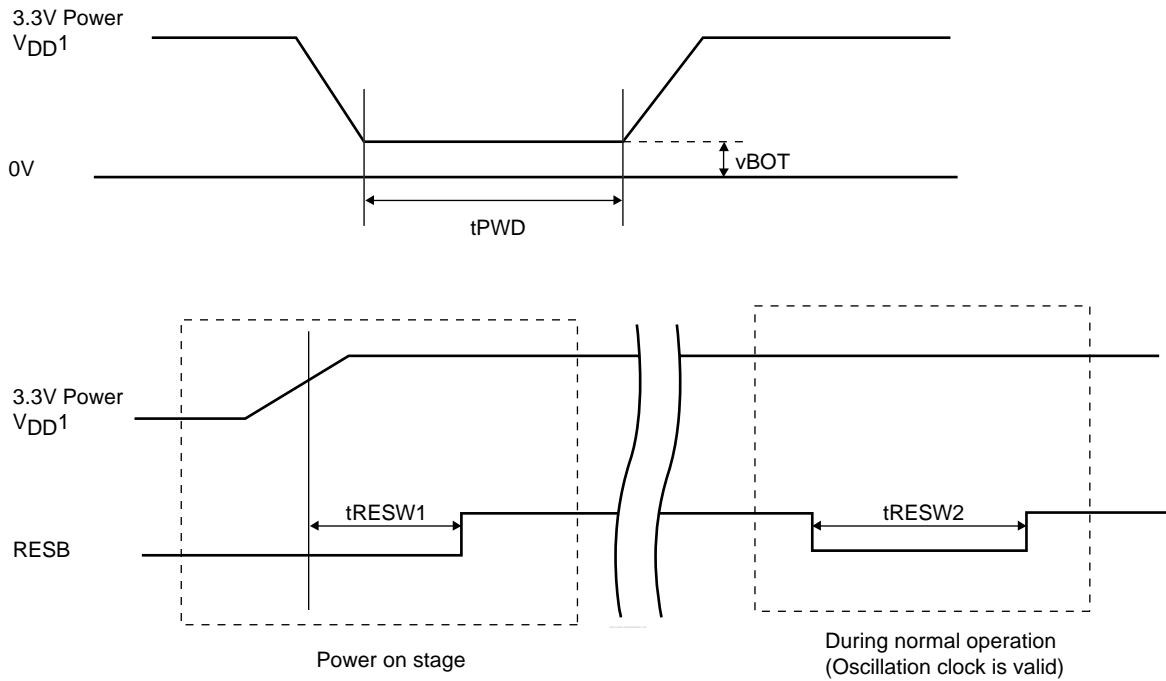 3.3V Power
VDD1
0V
vBOT
tPWD
3.3V Power
VDD1
tRESW1
tRESW2
RESB
Power on stage
During normal operation
(Oscillation clock is valid)